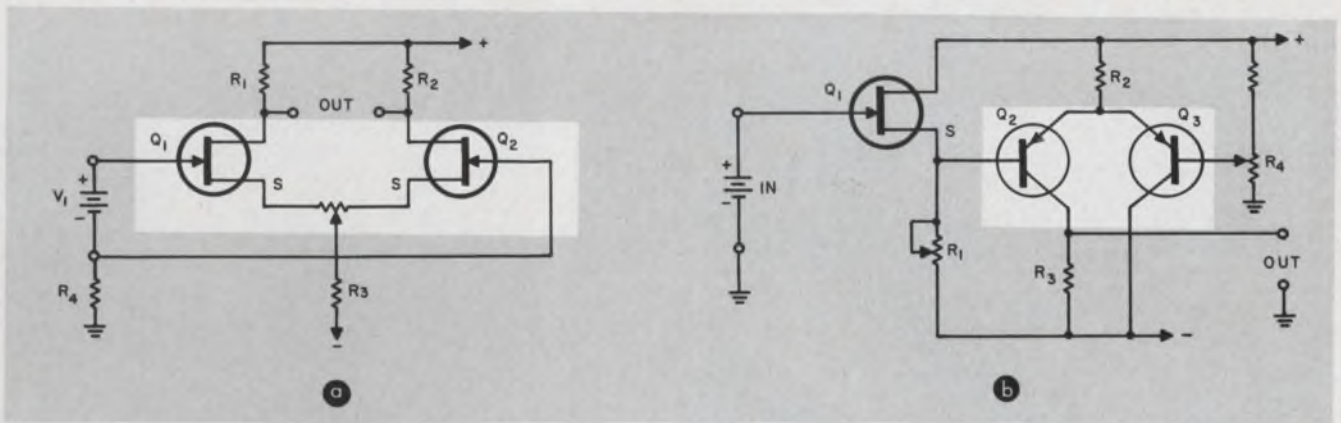 +
R1
R2
OUT
Q1
Q2
S
S
+
V1
-
R4
R3
-
a
+
Q1
R2
Q2
Q3
S
+
IN
-
R4
R1
R3
OUT
-
b